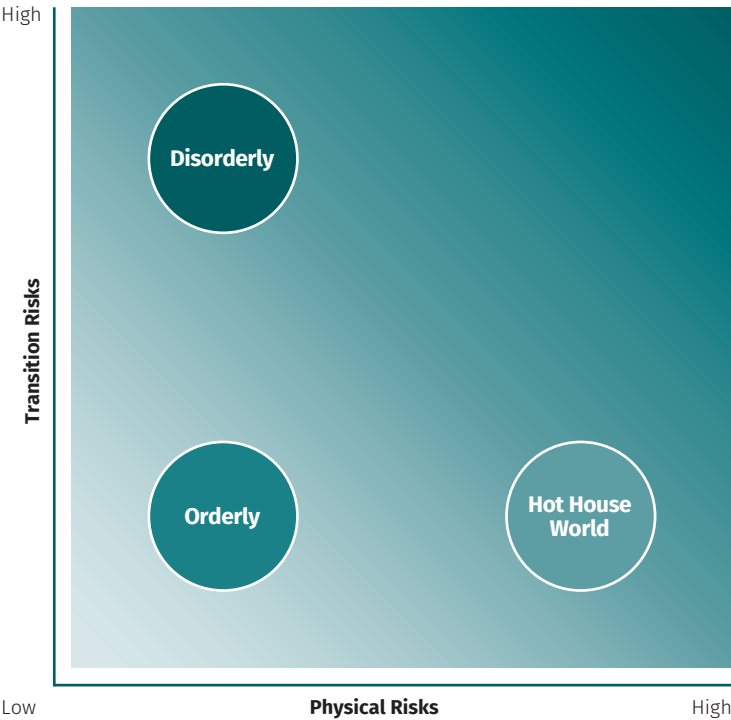 High
Disorderly
Transition Risks
Orderly
Hot House
World
Low
Physical Risks
High